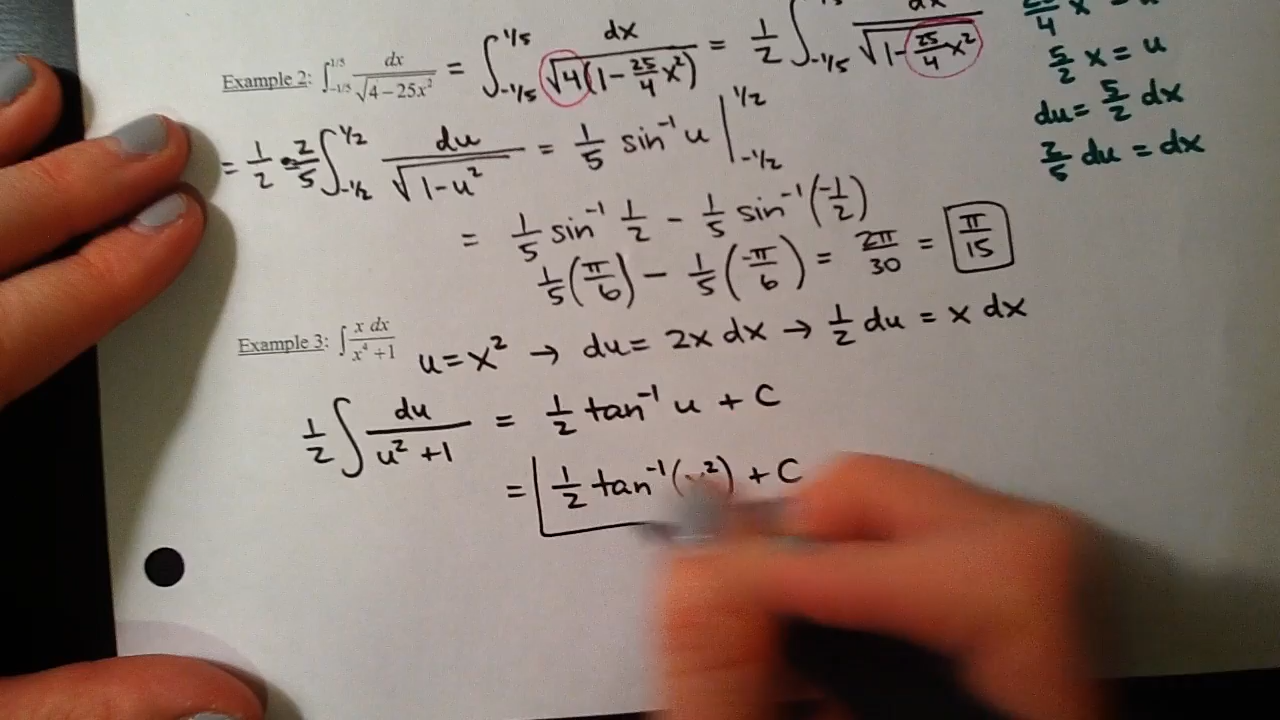 Example 2: ∫_{-1/5}^{1/5} dx/√(4-25x²) = ∫_{-1/5}^{1/5} dx/√(4(1-25/4 x²)) = 1/2 ∫_{-1/5} dx/√(1-25/4 x²)
5/2 x = u
du = 5/2 dx
2/5 du = dx
= 1/2 · 2/5 ∫_{-1/2}^{1/2} du/√(1-u²) = 1/5 sin⁻¹ u |_{-1/2}^{1/2}
= 1/5 sin⁻¹ 1/2 - 1/5 sin⁻¹(-1/2)
1/5(π/6) - 1/5(-π/6) = 2π/30 = π/15
Example 3: ∫ x dx/(x⁴+1) u = x² → du = 2x dx → 1/2 du = x dx
1/2 ∫ du/(u²+1) = 1/2 tan⁻¹ u + C
= 1/2 tan⁻¹(x²) + C